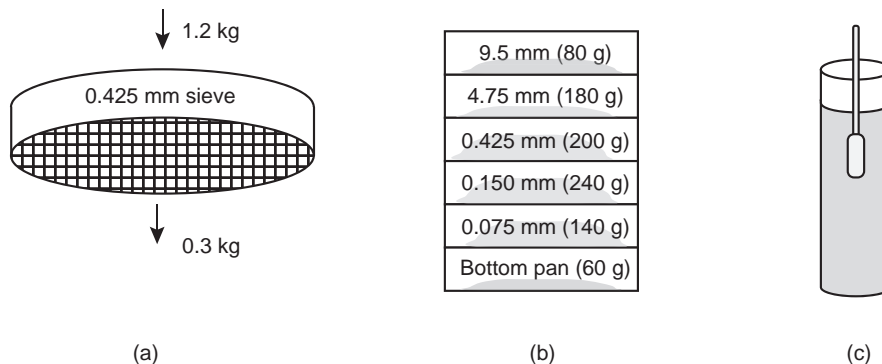 1.2 kg
0.425 mm sieve
0.3 kg
(a)
9.5 mm (80 g)
4.75 mm (180 g)
0.425 mm (200 g)
0.150 mm (240 g)
0.075 mm (140 g)
Bottom pan (60 g)
(b)
(c)